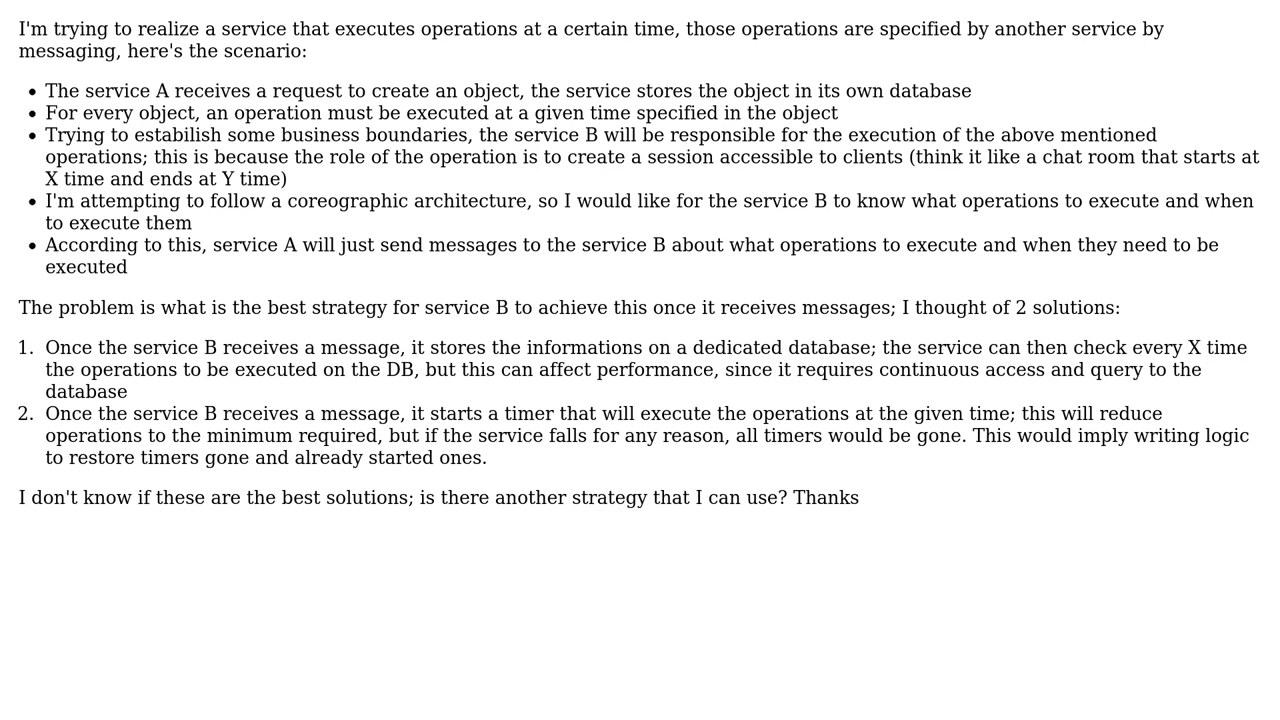 I'm trying to realize a service that executes operations at a certain time, those operations are specified by another service by
messaging, here's the scenario:
• The service A receives a request to create an object, the service stores the object in its own database
• For every object, an operation must be executed at a given time specified in the object
• Trying to estabilish some business boundaries, the service B will be responsible for the execution of the above mentioned
operations; this is because the role of the operation is to create a session accessible to clients (think it like a chat room that starts at
X time and ends at Y time)
• I'm attempting to follow a coreographic architecture, so I would like for the service B to know what operations to execute and when
to execute them
• According to this, service A will just send messages to the service B about what operations to execute and when they need to be
executed
The problem is what is the best strategy for service B to achieve this once it receives messages; I thought of 2 solutions:
1. Once the service B receives a message, it stores the informations on a dedicated database; the service can then check every X time
the operations to be executed on the DB, but this can affect performance, since it requires continuous access and query to the
database
2. Once the service B receives a message, it starts a timer that will execute the operations at the given time; this will reduce
operations to the minimum required, but if the service falls for any reason, all timers would be gone. This would imply writing logic
to restore timers gone and already started ones.
I don't know if these are the best solutions; is there another strategy that I can use? Thanks